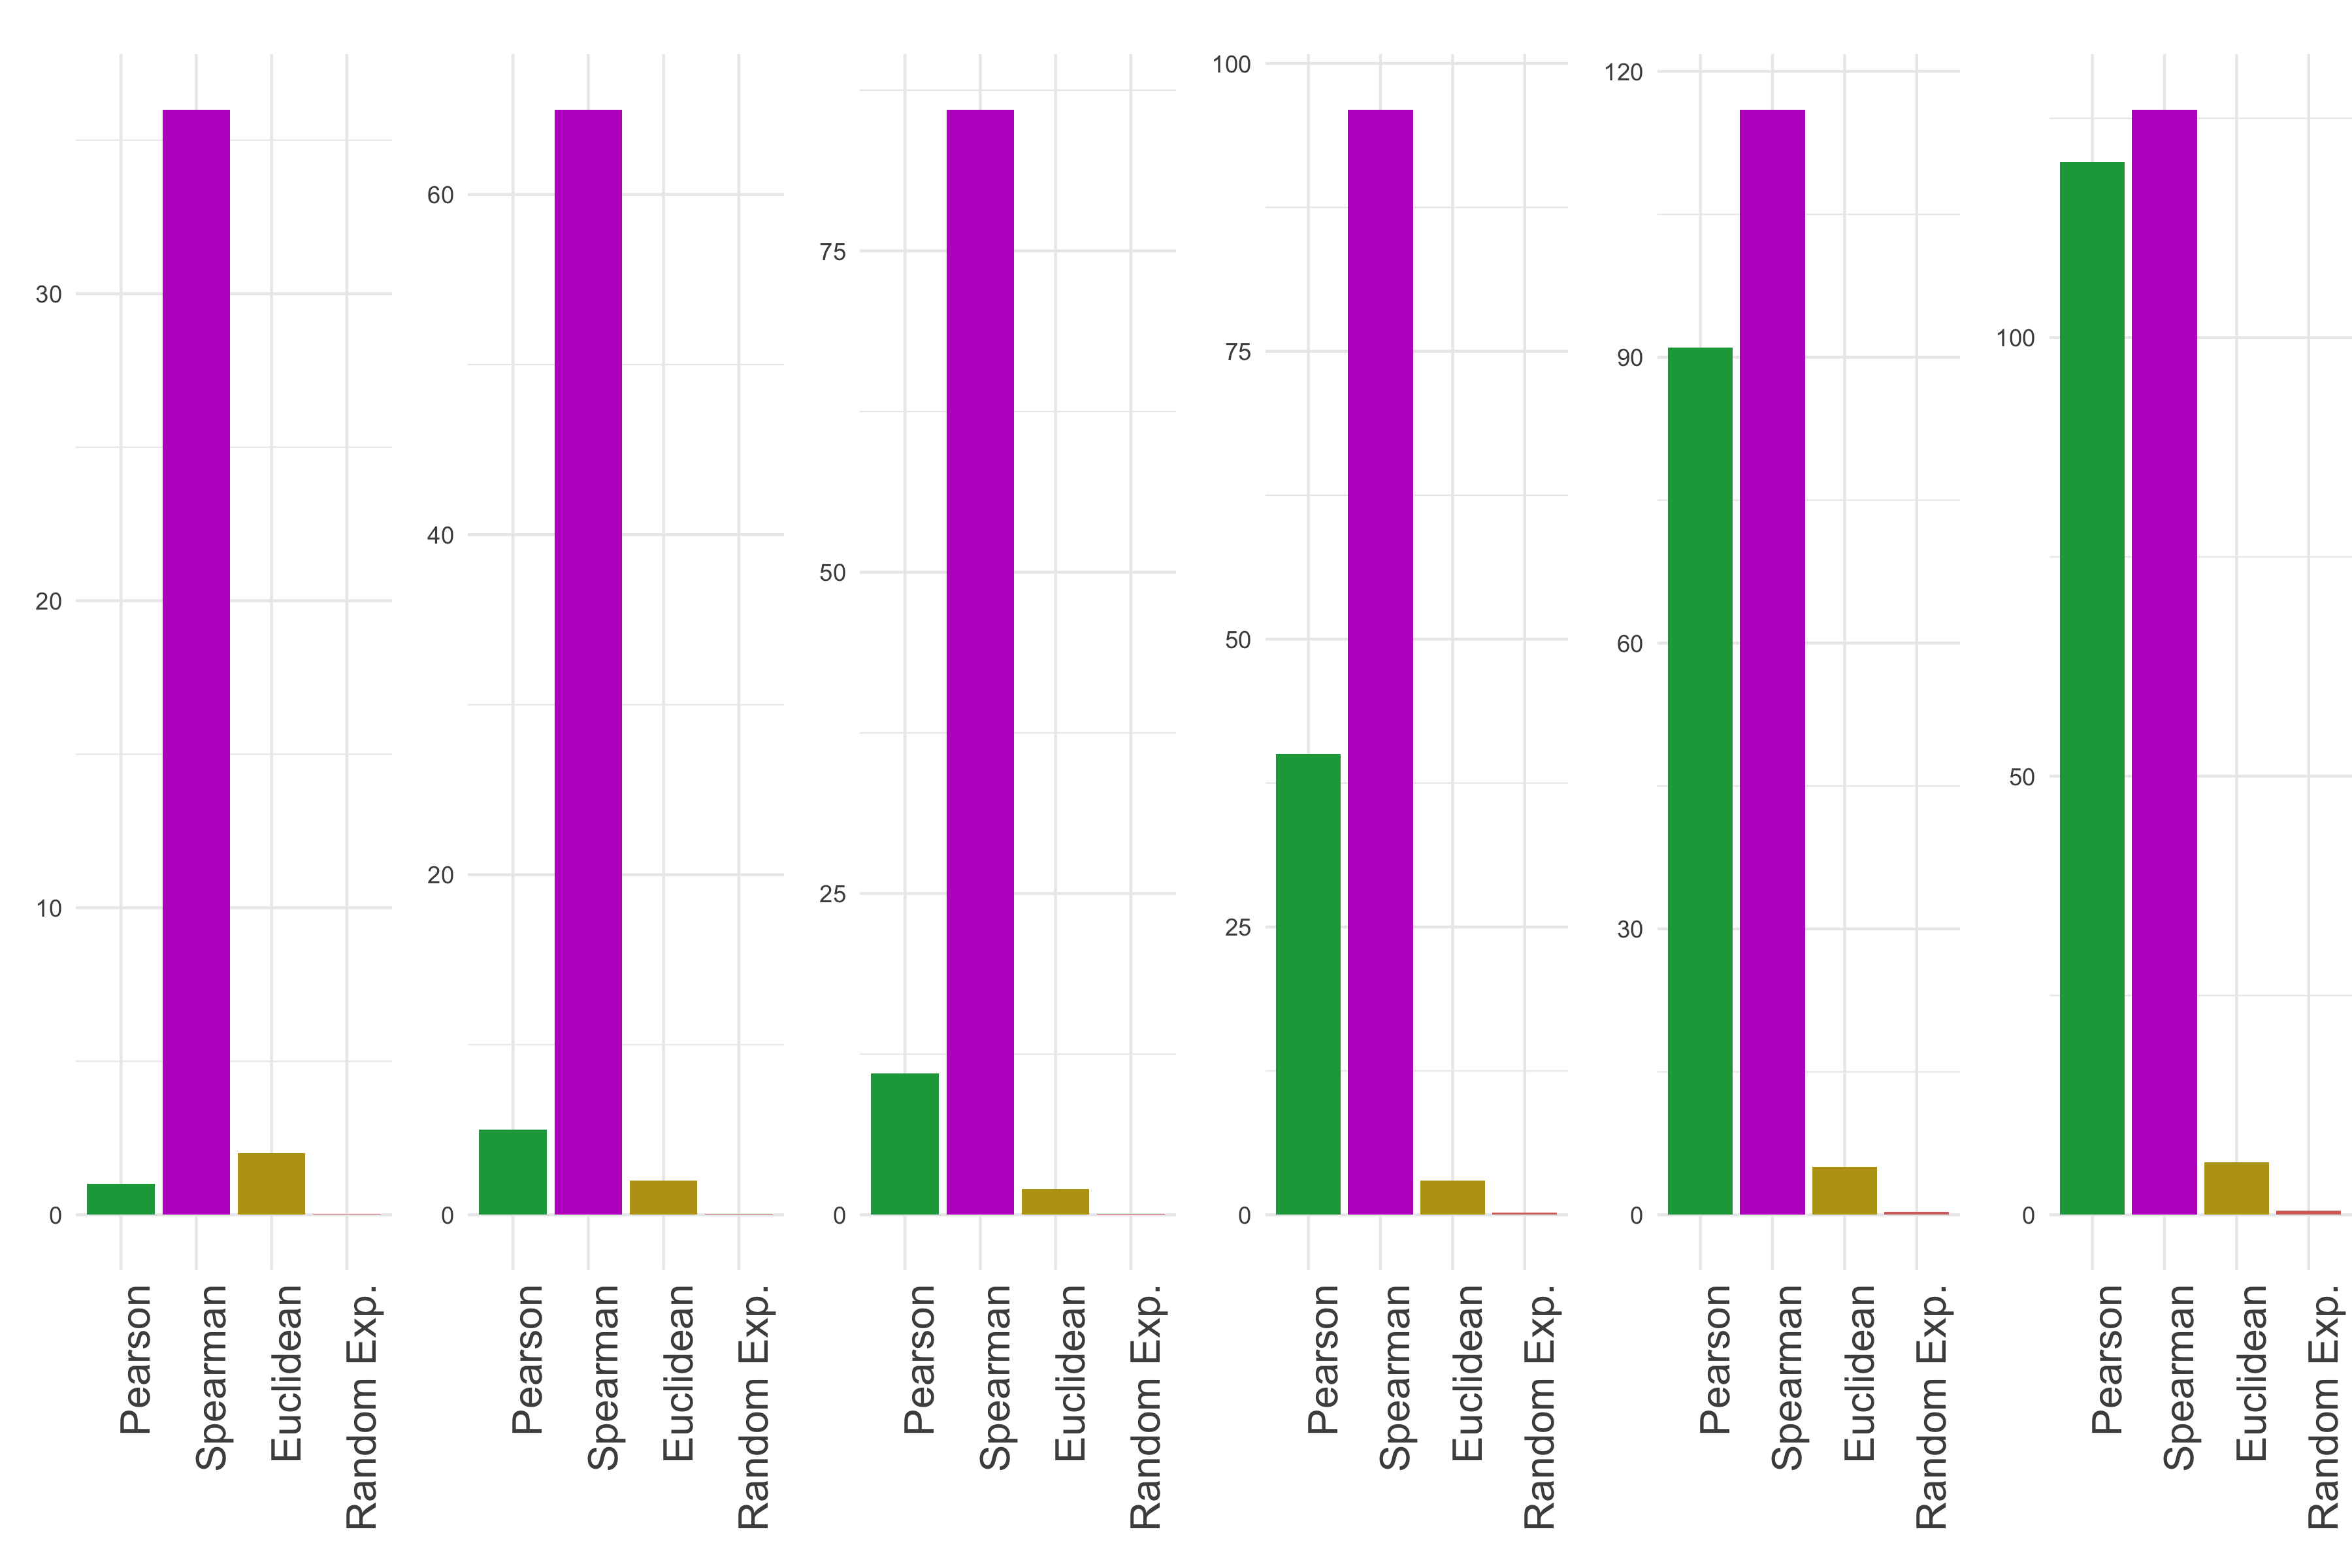 30
20
10
0
Pearson
Spearman
Euclidean
Random Exp.
60
40
20
0
Pearson
Spearman
Euclidean
Random Exp.
75
50
25
0
Pearson
Spearman
Euclidean
Random Exp.
100
75
50
25
0
Pearson
Spearman
Euclidean
Random Exp.
120
90
60
30
0
Pearson
Spearman
Euclidean
Random Exp.
100
50
0
Pearson
Spearman
Euclidean
Random Exp.